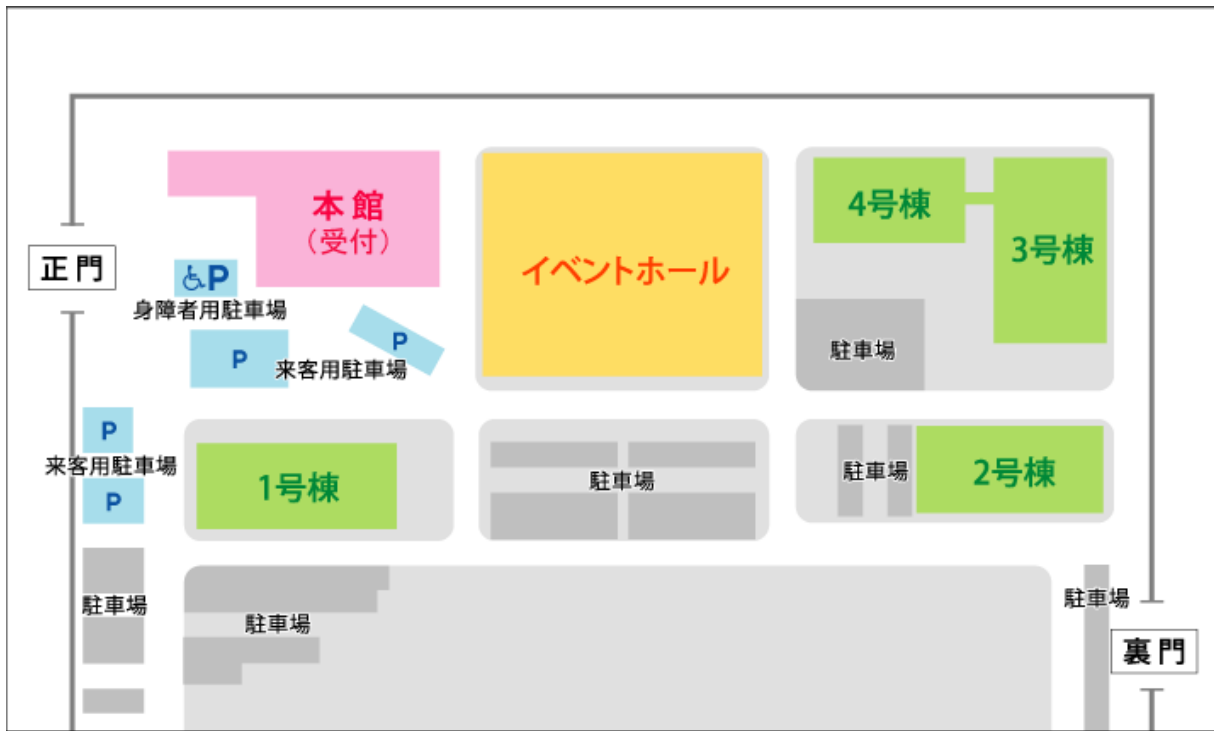 本館
(受付)
正門
P
身障者用駐車場
P
P
来客用駐車場
イベントホール
4号棟
3号棟
駐車場
P
来客用駐車場
P
1号棟
駐車場
駐車場
2号棟
駐車場
駐車場
駐車場
裏門